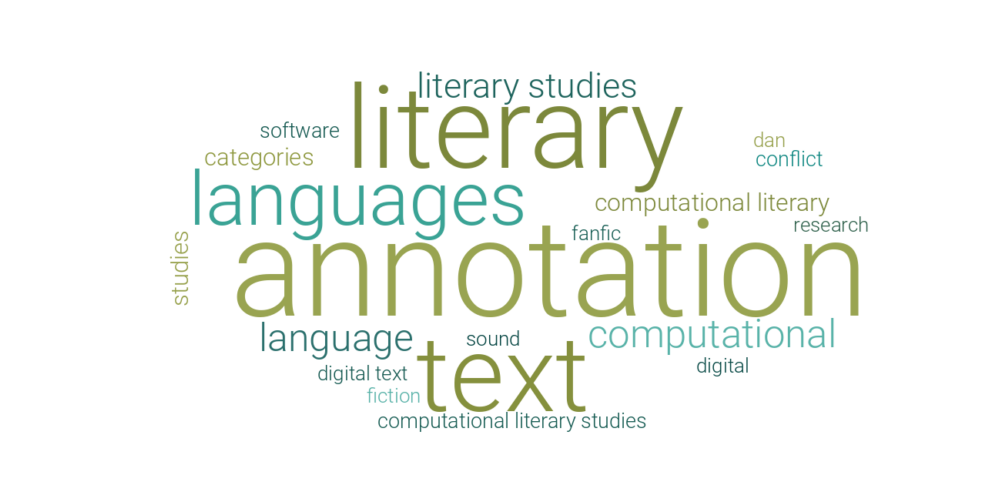 literary studies
literary
software
dan
categories
conflict
languages
computational literary
research
fanfic
studies
annotation
language
sound
computational
text
digital
digital text
fiction
computational literary studies